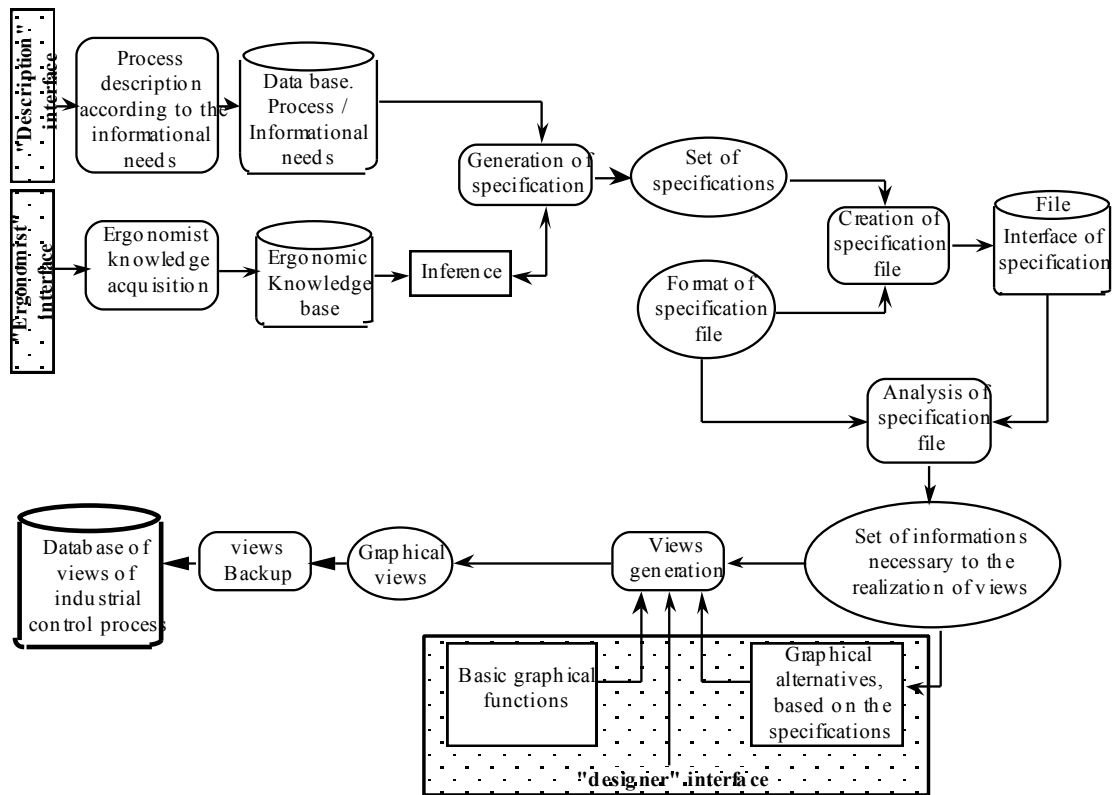 "Description"
interface
Process
description
according to the
informational
needs
Data base.
Process /
Informational
needs
Generation of
specification
Set of
specifications
Creation of
specification
file
File
Interface of
specification
"Ergonomist"
interface
Ergonomist
knowledge
acquisition
Ergonomic
Knowledge
base
Inference
Format of
specification
file
Analysis of
specification
file
Database of
views of
industrial
control process
views
Backup
Graphical
views
Views
generation
Set of informations
necessary to the
realization of views
Basic graphical
functions
Graphical
alternatives,
based on the
specifications
"designer" interface